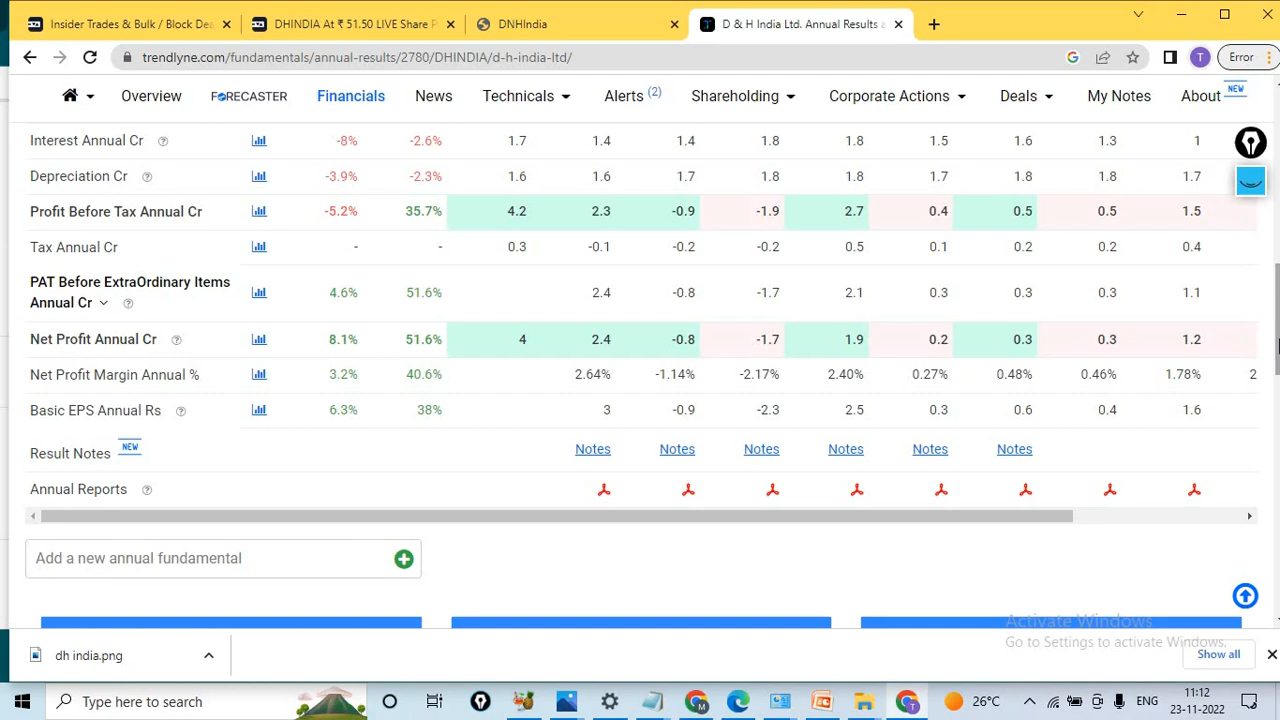 Insider Trades & Bulk / Block Dea
DHINDIA At ₹ 51.50 LIVE Share P
DNHIndia
D & H India Ltd. Annual Results a
trendlyne.com/fundamentals/annual-results/2780/DHINDIA/d-h-india-ltd/
T
Error
Overview
FORECASTER
Financials
News
Technicals
Alerts (2)
Shareholding
Corporate Actions
Deals
My Notes
About
NEW
Interest Annual Cr -8% -2.6% 1.7 1.4 1.4 1.8 1.8 1.5 1.6 1.3 1
Depreciation Cr -3.9% -2.3% 1.6 1.6 1.7 1.8 1.8 1.7 1.8 1.8 1.7
Profit Before Tax Annual Cr -5.2% 35.7% 4.2 2.3 -0.9 -1.9 2.7 0.4 0.5 0.5 1.5
Tax Annual Cr - - 0.3 -0.1 -0.2 -0.2 0.5 0.1 0.2 0.2 0.4
PAT Before ExtraOrdinary Items
Annual Cr 4.6% 51.6% 2.4 -0.8 -1.7 2.1 0.3 0.3 0.3 1.1
Net Profit Annual Cr 8.1% 51.6% 4 2.4 -0.8 -1.7 1.9 0.2 0.3 0.3 1.2
Net Profit Margin Annual % 3.2% 40.6% 2.64% -1.14% -2.17% 2.40% 0.27% 0.48% 0.46% 1.78% 2
Basic EPS Annual Rs 6.3% 38% 3 -0.9 -2.3 2.5 0.3 0.6 0.4 1.6
Result Notes NEW Notes Notes Notes Notes Notes Notes
Annual Reports
Add a new annual fundamental
Activate Windows
Go to Settings to activate Windows.
dh india.png
Show all
Type here to search
26°C
ENG
11:12
23-11-2022